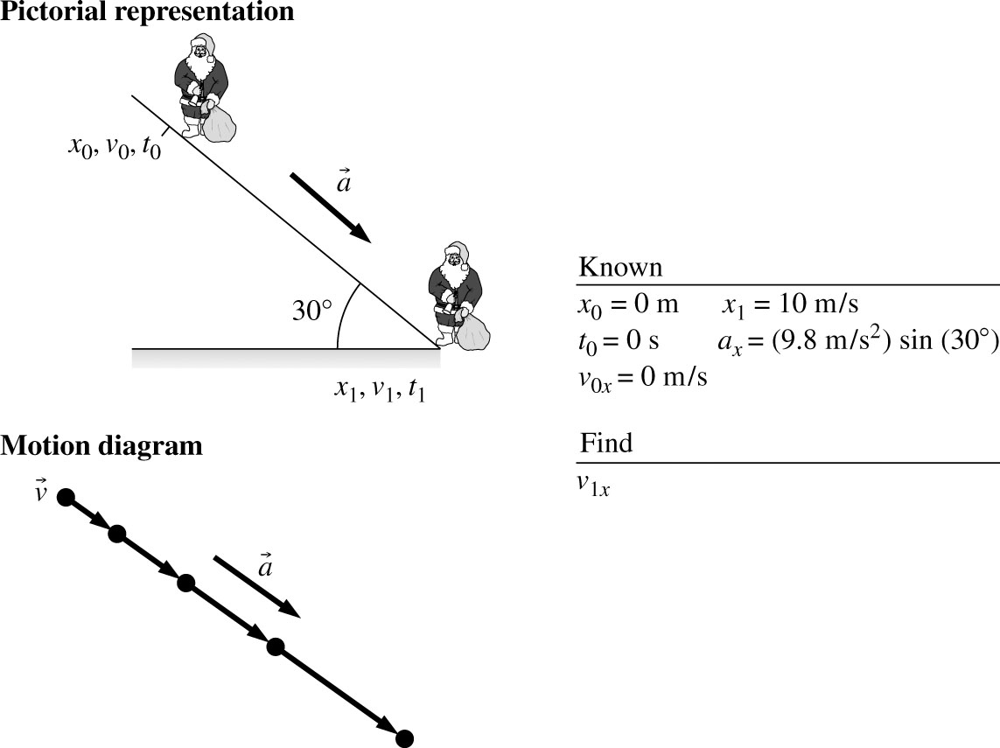 Pictorial representation
x₀, v₀, t₀
a⃗
30°
x₁, v₁, t₁
Known
x₀ = 0 m x₁ = 10 m/s
t₀ = 0 s aₓ = (9.8 m/s²) sin (30°)
v₀ₓ = 0 m/s
Find
v₁ₓ
Motion diagram
v⃗
a⃗